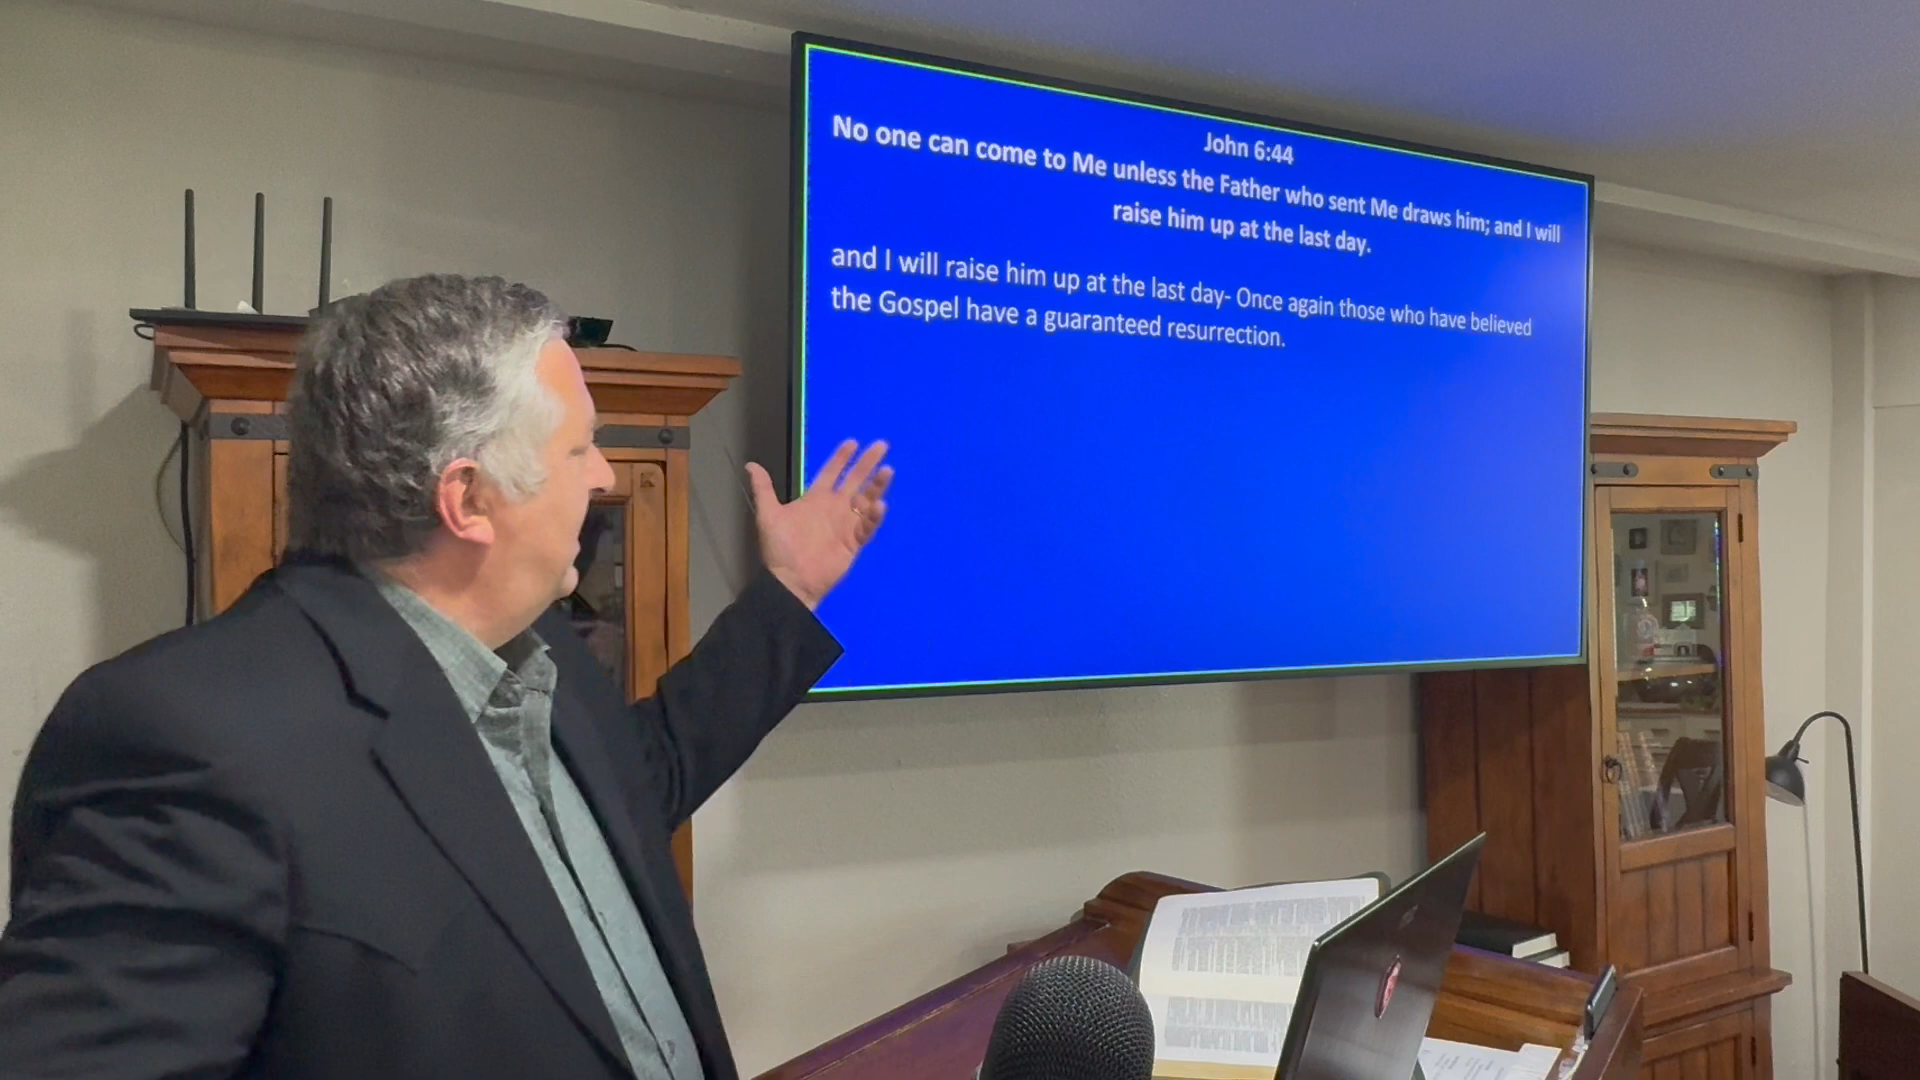 John 6:44
No one can come to Me unless the Father who sent Me draws him; and I will
raise him up at the last day.
and I will raise him up at the last day- Once again those who have believed
the Gospel have a guaranteed resurrection.